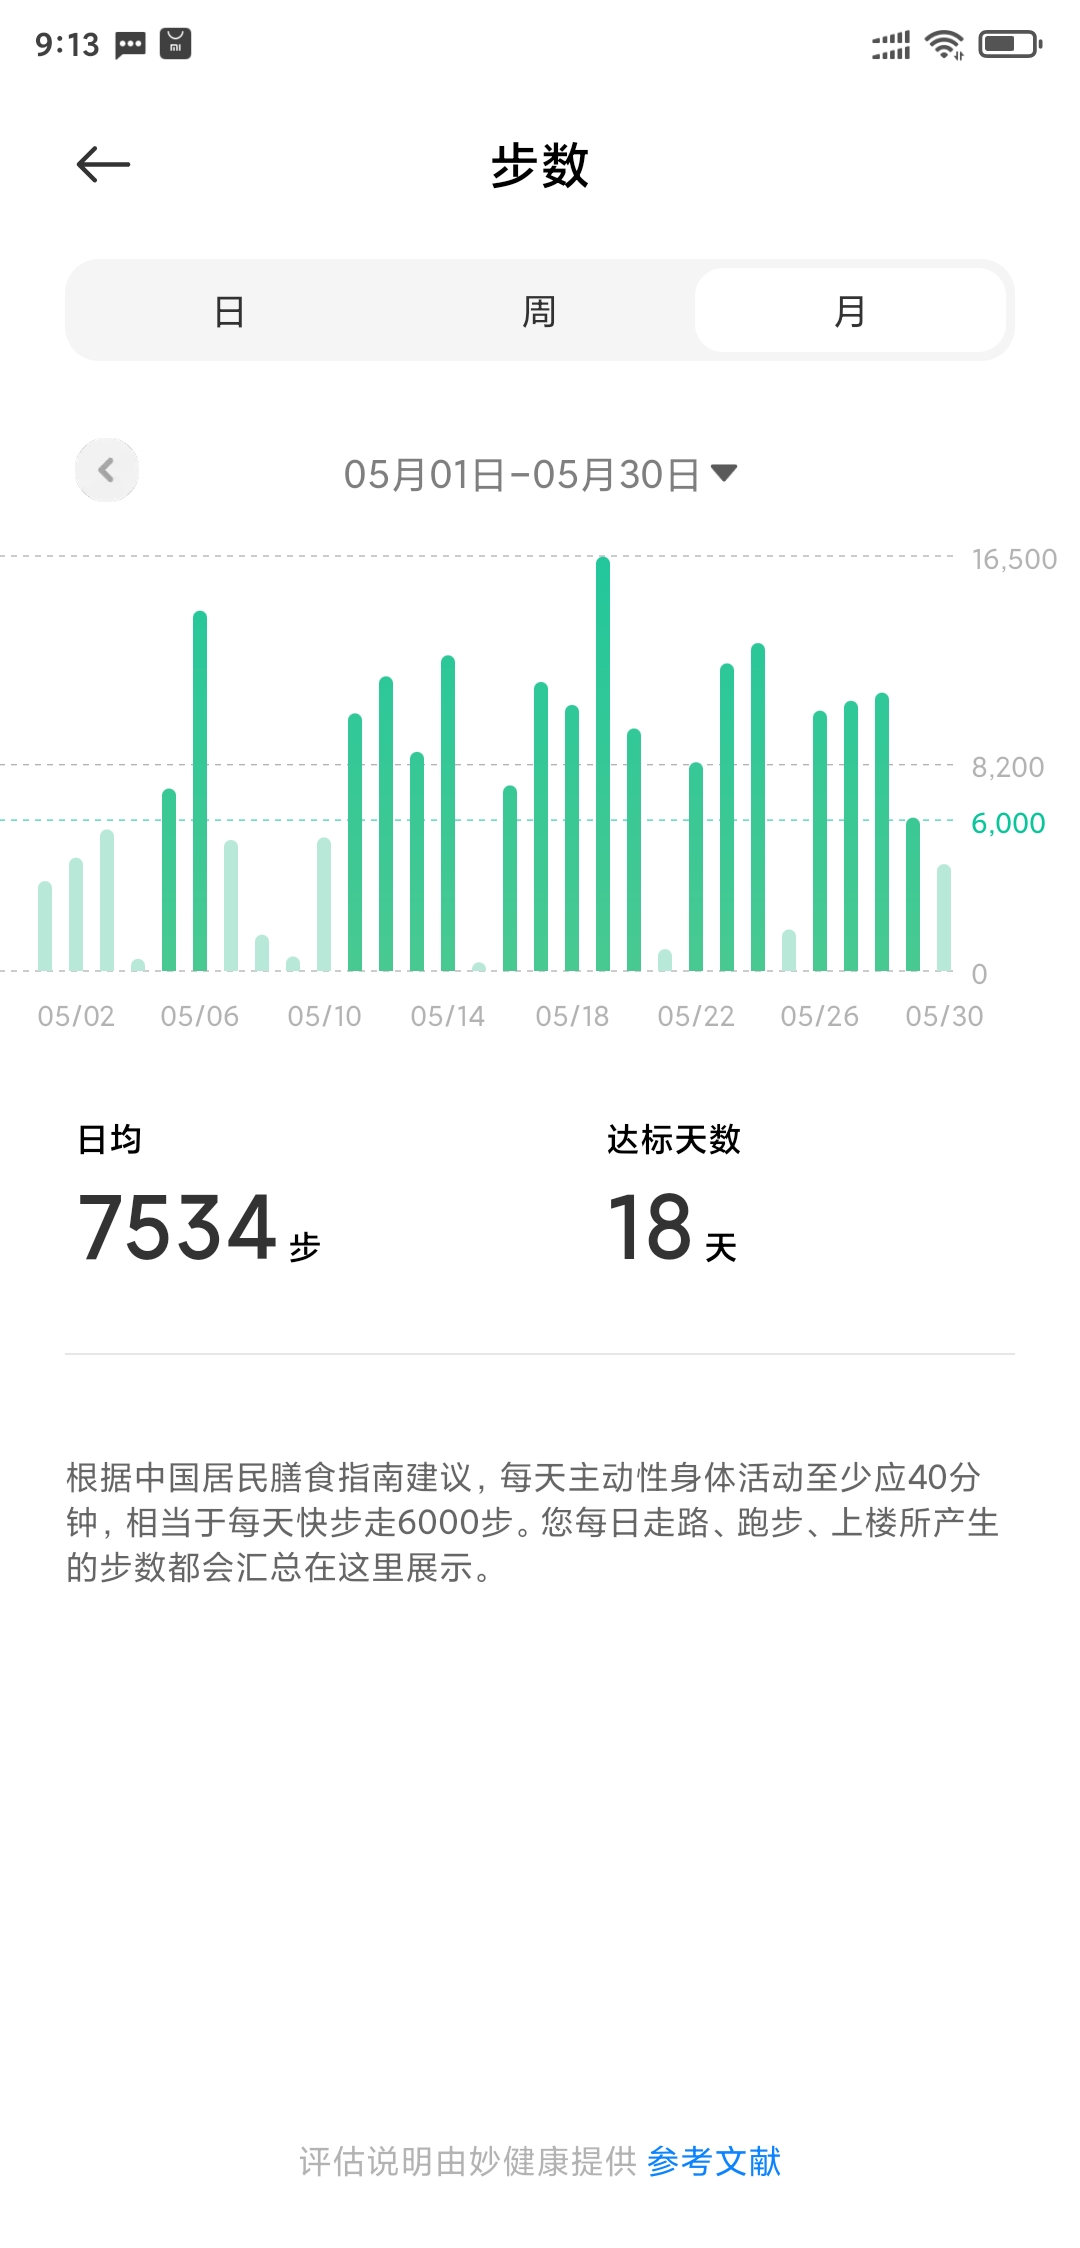 9:13
步数
日 周 月
05月01日-05月30日
16,500
8,200
6,000
0
05/02 05/06 05/10 05/14 05/18 05/22 05/26 05/30
日均 达标天数
7534 步 18 天
根据中国居民膳食指南建议，每天主动性身体活动至少应40分
钟，相当于每天快步走6000步。您每日走路、跑步、上楼所产生
的步数都会汇总在这里展示。
评估说明由妙健康提供 参考文献